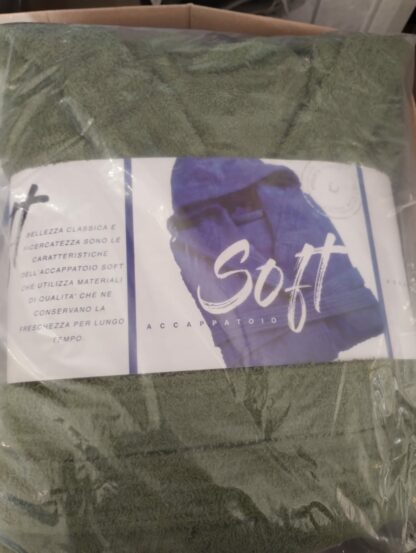 BELLEZZA CLASSICA E
RICERCATEZZA SONO LE
CARATTERISTICHE
DELL'ACCAPPATOIO SOFT
CHE UTILIZZA MATERIALI
DI QUALITA' CHE NE
CONSERVANO LA
FRESCHEZZA PER LUNGO
TEMPO.
Soft
ACCAPPATOIO